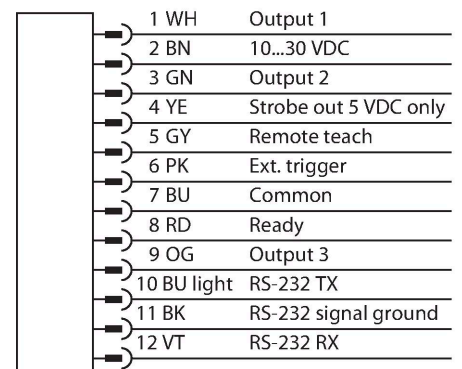 1 WH Output 1
2 BN 10...30 VDC
3 GN Output 2
4 YE Strobe out 5 VDC only
5 GY Remote teach
6 PK Ext. trigger
7 BU Common
8 RD Ready
9 OG Output 3
10 BU light RS-232 TX
11 BK RS-232 signal ground
12 VT RS-232 RX